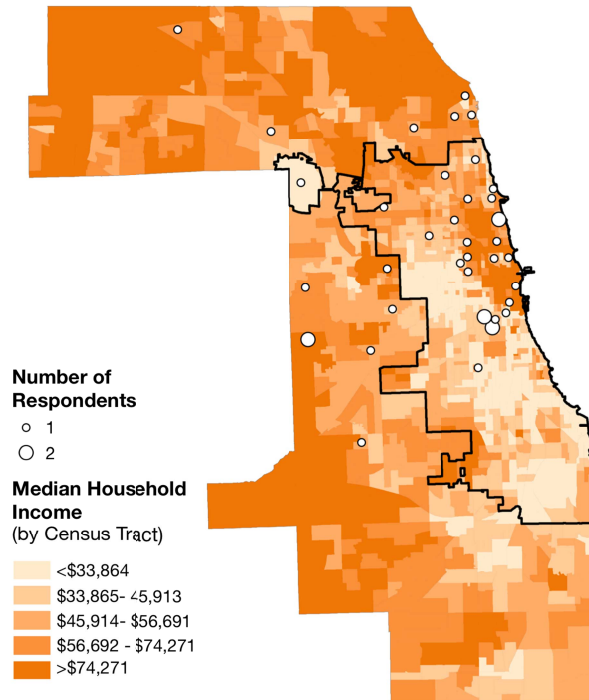 Number of
Respondents
1
2
Median Household
Income
(by Census Tract)
<$33,864
$33,865- 45,913
$45,914- $56,691
$56,692 - $74,271
>$74,271